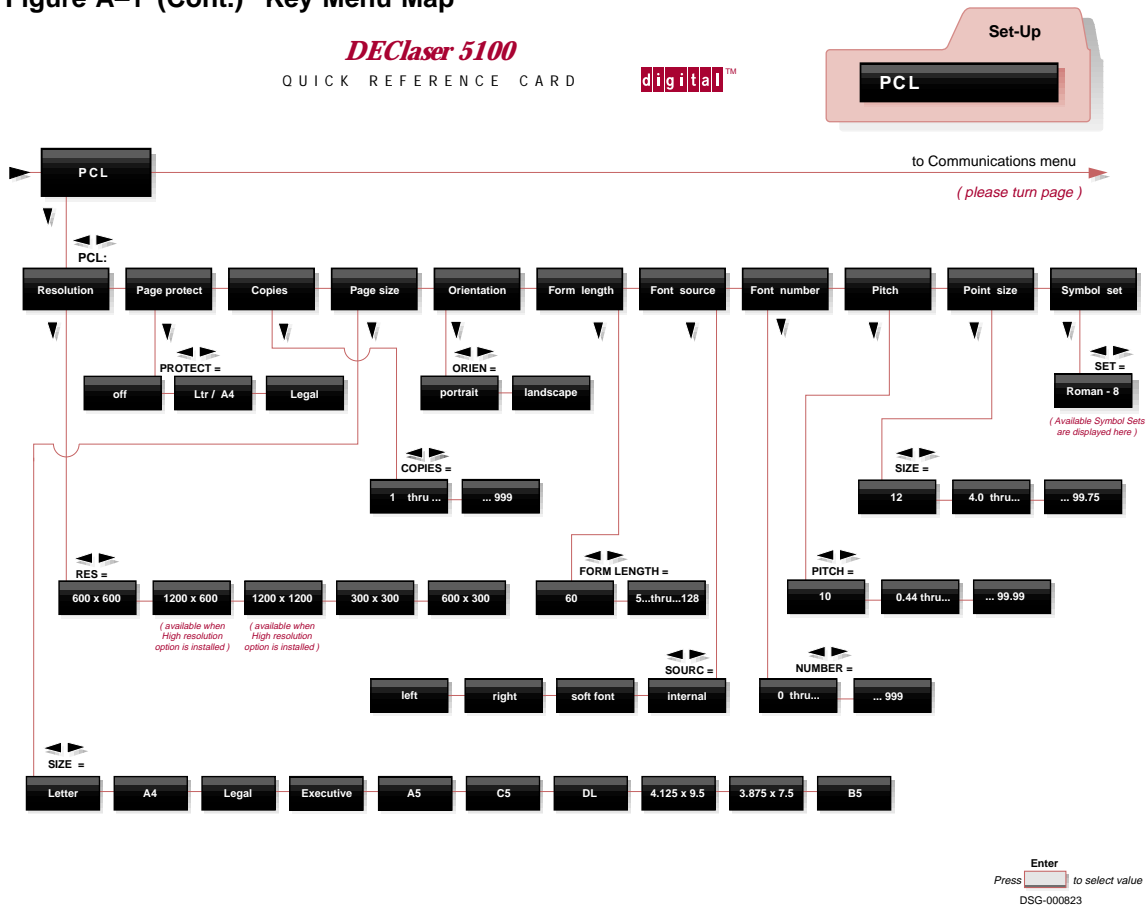 Figure A–1 (Cont.) Key Menu Map
DEClaser 5100
QUICK REFERENCE CARD
digital™
Set-Up
PCL
PCL
to Communications menu
( please turn page )
PCL:
Resolution
Page protect
Copies
Page size
Orientation
Form length
Font source
Font number
Pitch
Point size
Symbol set
PROTECT =
off
Ltr / A4
Legal
ORIEN =
portrait
landscape
SET =
Roman - 8
( Available Symbol Sets
are displayed here )
COPIES =
1 thru ...
... 999
SIZE =
12
4.0 thru...
... 99.75
RES =
600 x 600
1200 x 600
1200 x 1200
300 x 300
600 x 300
( available when
High resolution
option is installed )
( available when
High resolution
option is installed )
FORM LENGTH =
60
5...thru...128
PITCH =
10
0.44 thru...
... 99.99
SOURC =
left
right
soft font
internal
NUMBER =
0 thru...
... 999
SIZE =
Letter
A4
Legal
Executive
A5
C5
DL
4.125 x 9.5
3.875 x 7.5
B5
Enter
Press to select value
DSG-000823